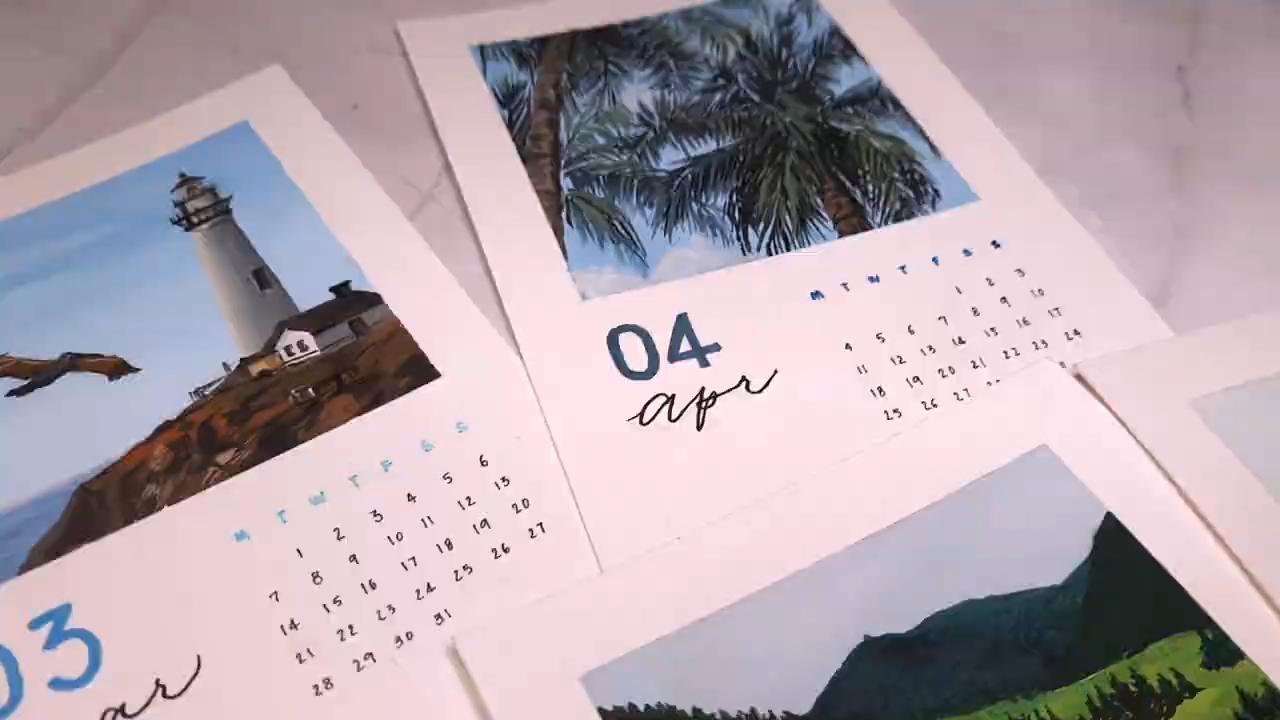 04
apr
M T W T F S S
1 2 3
4 5 6 7 8 9 10
11 12 13 14 15 16 17
18 19 20 21 22 23 24
25 26 27
03
M T W T F S S
1 2 3 4 5 6
7 8 9 10 11 12 13
14 15 16 17 18 19 20
21 22 23 24 25 26 27
28 29 30 31